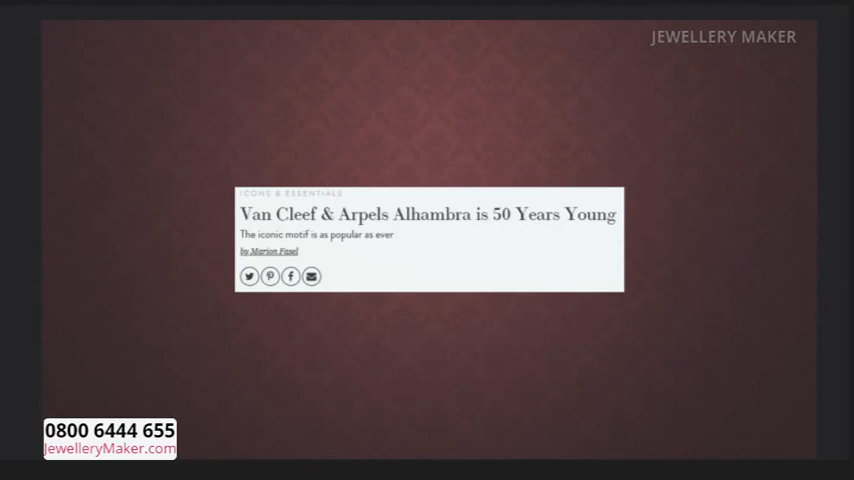 JEWELLERY MAKER
ICONS & ESSENTIALS
Van Cleef & Arpels Alhambra is 50 Years Young
The iconic motif is as popular as ever
by Marion Fasel
0800 6444 655
JewelleryMaker.com